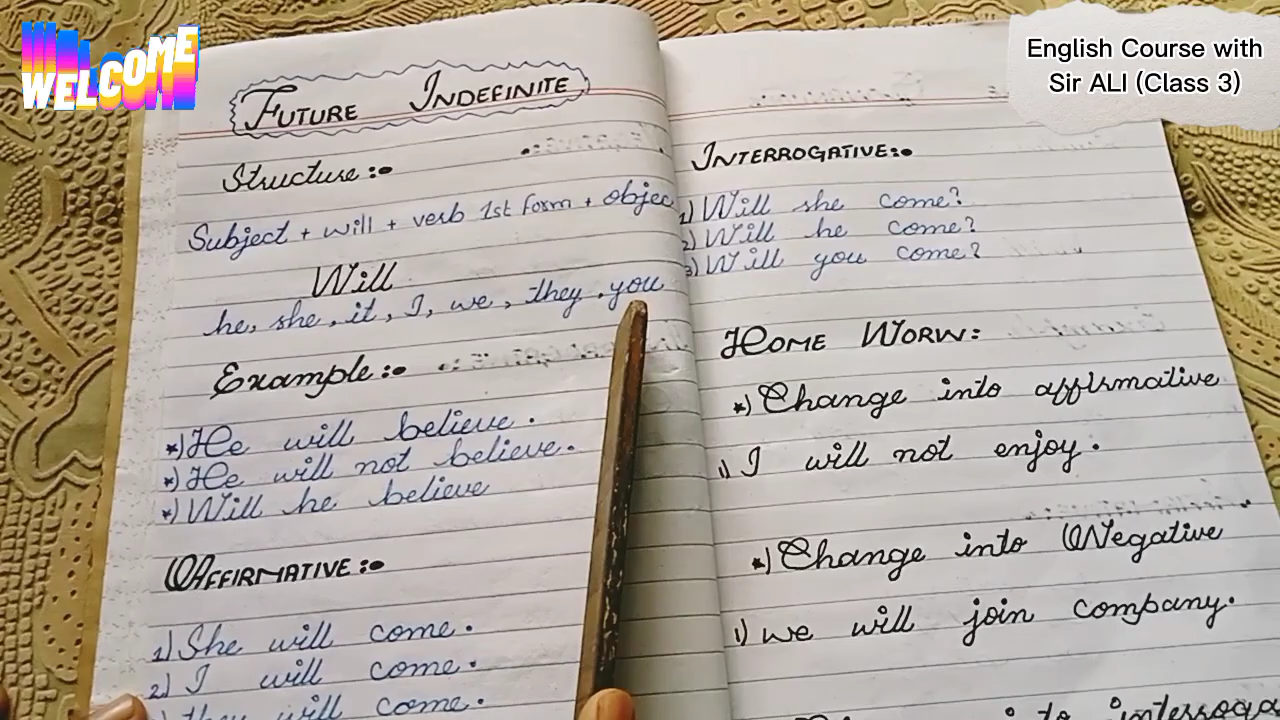 WELCOME
English Course with
Sir ALI (Class 3)
FUTURE INDEFINITE
Structure:•
Subject + will + verb 1st form + objec
Will
he, she, it, I, we, they, you
Example:•
*) He will believe.
*) He will not believe.
*) Will he believe
AFFIRMATIVE:•
1) She will come.
2) I will come.
they will come.
INTERROGATIVE:•
1) Will she come?
2) Will he come?
3) Will you come?
HOME WORK:
*) Change into affirmative
1) I will not enjoy.
*) Change into Negative
1) we will join company.